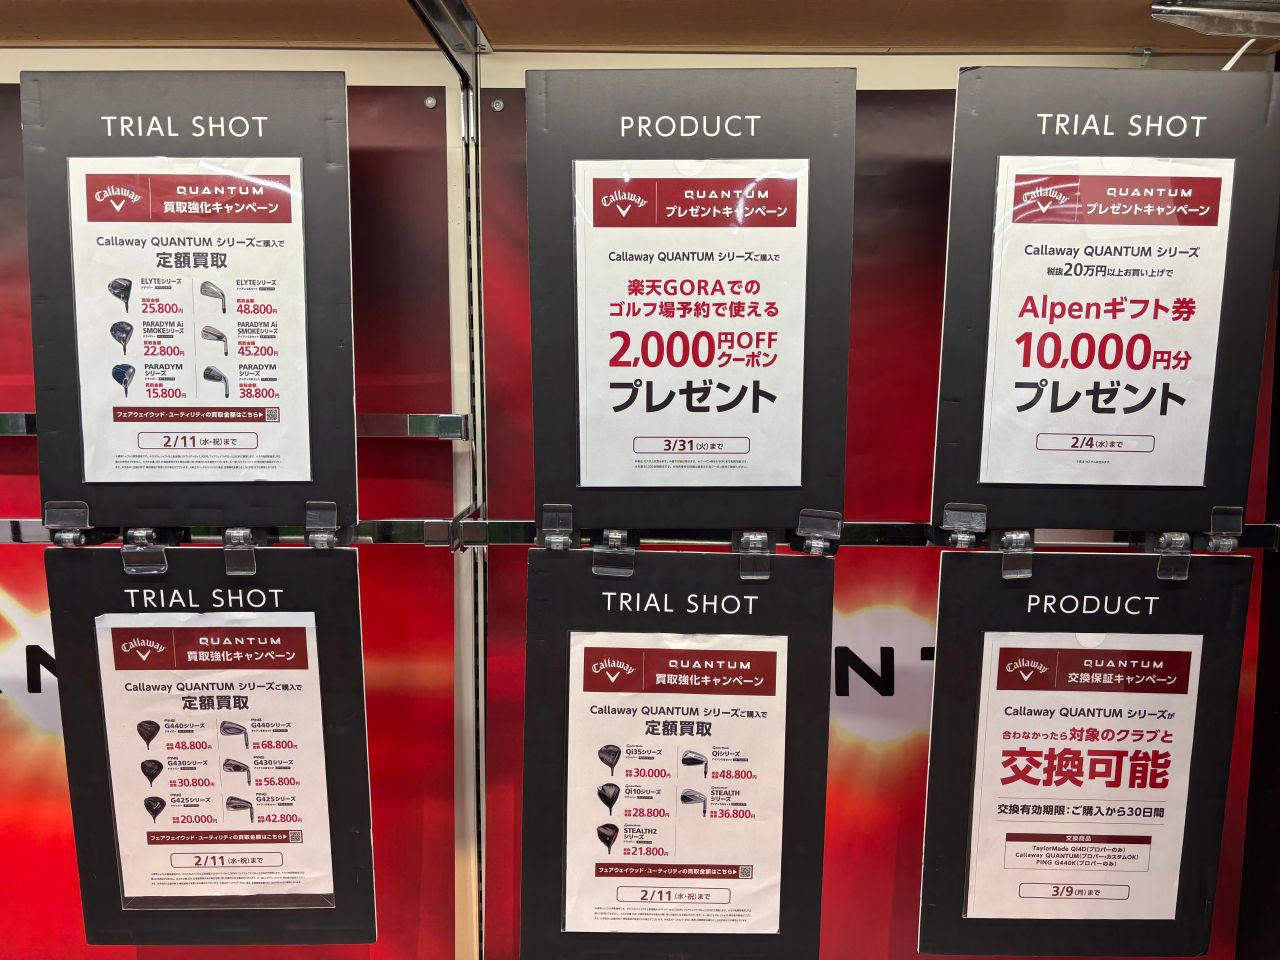 TRIAL SHOT
Callaway
QUANTUM
買取強化キャンペーン
Callaway QUANTUM シリーズご購入で
定額買取
ELYTEシリーズ
買取金額
25.800円
ELYTEシリーズ
買取金額
48.800円
PARADYM Ai
SMOKEシリーズ
買取金額
22.800円
PARADYM Ai
SMOKEシリーズ
買取金額
45.200円
PARADYM
シリーズ
買取金額
15.800円
PARADYM
シリーズ
買取金額
38.800円
フェアウェイウッド・ユーティリティの買取金額はこちら▶
2/11(水・祝)まで
PRODUCT
Callaway
QUANTUM
プレゼントキャンペーン
Callaway QUANTUM シリーズご購入で
楽天GORAでの
ゴルフ場予約で使える
2,000円OFF
クーポン
プレゼント
3/31(火)まで
TRIAL SHOT
Callaway
QUANTUM
プレゼントキャンペーン
Callaway QUANTUM シリーズ
税抜20万円以上お買い上げで
Alpenギフト券
10,000円分
プレゼント
2/4(水)まで
TRIAL SHOT
Callaway
QUANTUM
買取強化キャンペーン
Callaway QUANTUM シリーズご購入で
定額買取
PING
G440シリーズ
48.800円
PING
G440シリーズ
68.800円
PING
G430シリーズ
30.800円
PING
G430シリーズ
56.800円
PING
G425シリーズ
20.000円
PING
G425シリーズ
42.800円
フェアウェイウッド・ユーティリティの買取金額はこちら▶
2/11(水・祝)まで
TRIAL SHOT
Callaway
QUANTUM
買取強化キャンペーン
Callaway QUANTUM シリーズご購入で
定額買取
Qi35シリーズ
30.000円
Qiシリーズ
48.800円
Qi10シリーズ
28.800円
STEALTH
シリーズ
36.800円
STEALTH2
シリーズ
21.800円
フェアウェイウッド・ユーティリティの買取金額はこちら▶
2/11(水・祝)まで
PRODUCT
Callaway
QUANTUM
交換保証キャンペーン
Callaway QUANTUM シリーズが
合わなかったら対象のクラブと
交換可能
交換有効期限:ご購入から30日間
交換商品
TaylorMade Qi4D(プロパーのみ)
Callaway QUANTUM(プロパー・カスタムOK)
PING G440K(プロパーのみ)
3/9(月)まで
N
N